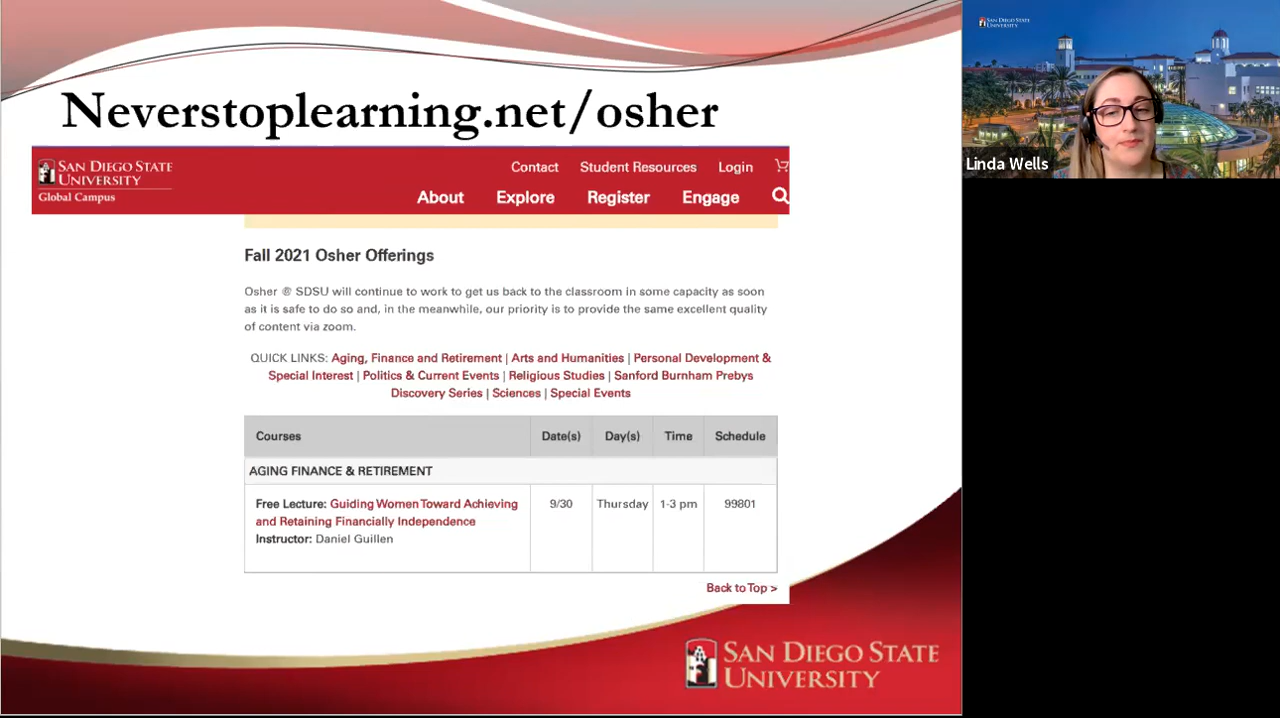 Neverstoplearning.net/osher
SAN DIEGO STATE
UNIVERSITY
Global Campus
Contact Student Resources Login
About Explore Register Engage
Fall 2021 Osher Offerings
Osher @ SDSU will continue to work to get us back to the classroom in some capacity as soon
as it is safe to do so and, in the meanwhile, our priority is to provide the same excellent quality
of content via zoom.
QUICK LINKS: Aging, Finance and Retirement | Arts and Humanities | Personal Development &
Special Interest | Politics & Current Events | Religious Studies | Sanford Burnham Prebys
Discovery Series | Sciences | Special Events
Courses Date(s) Day(s) Time Schedule
AGING FINANCE & RETIREMENT
Free Lecture: Guiding Women Toward Achieving 9/30 Thursday 1-3 pm 99801
and Retaining Financially Independence
Instructor: Daniel Guillen
Back to Top >
SAN DIEGO STATE
UNIVERSITY
SAN DIEGO STATE
UNIVERSITY
Linda Wells